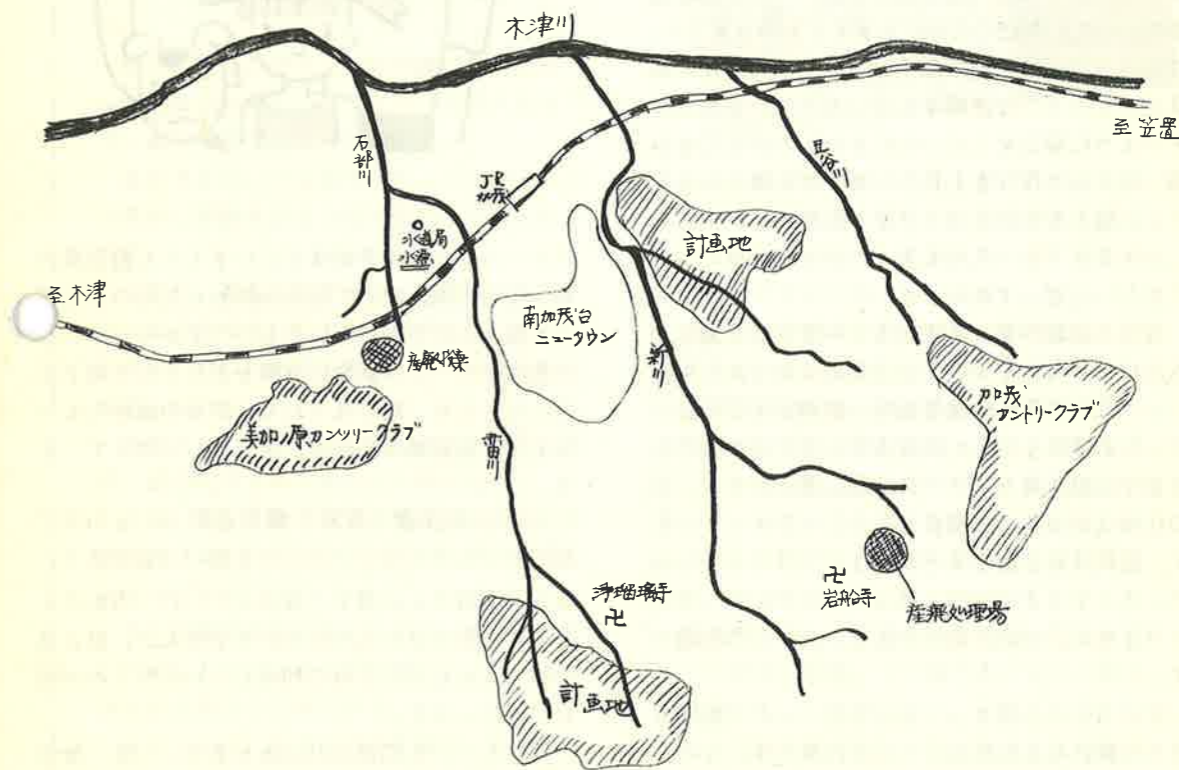 木津川
至 笠置
石部川
JR
加茂
水道局
水源
計画地
至木津
南加茂台
ニュータウン
新川
産廃
美加ノ原カンツリークラブ
雷川
加茂
カントリークラブ
浄瑠璃寺
卍
卍
岩船寺
産廃処理場
計画地